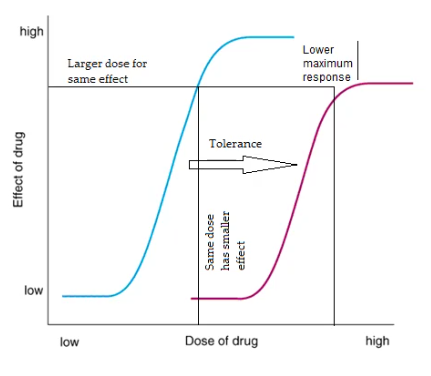 high
Larger dose for
same effect
Lower
maximum
response
Tolerance
Effect of drug
Same dose
has smaller
effect
low
low
Dose of drug
high